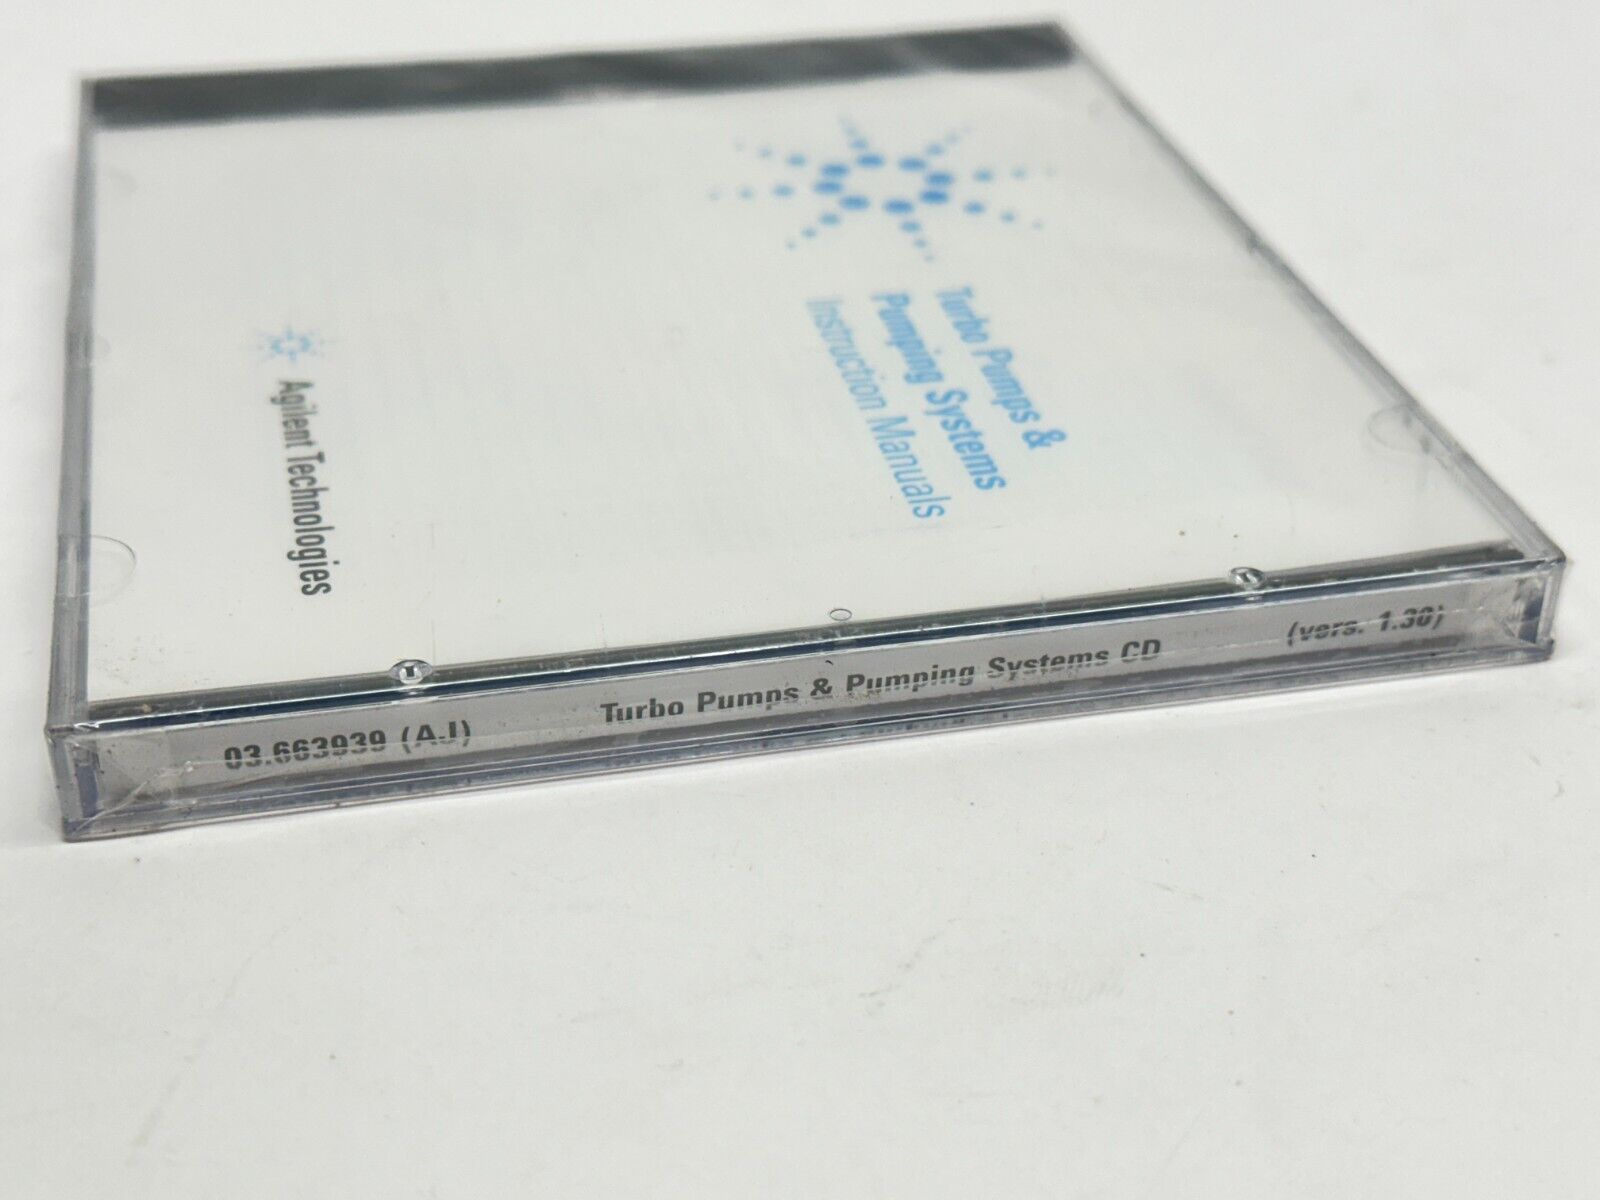 Turbo Pumps &
Pumping Systems
Instruction Manuals
Agilent Technologies
03.663939 (AJ) Turbo Pumps & Pumping Systems CD (vers. 1.30)